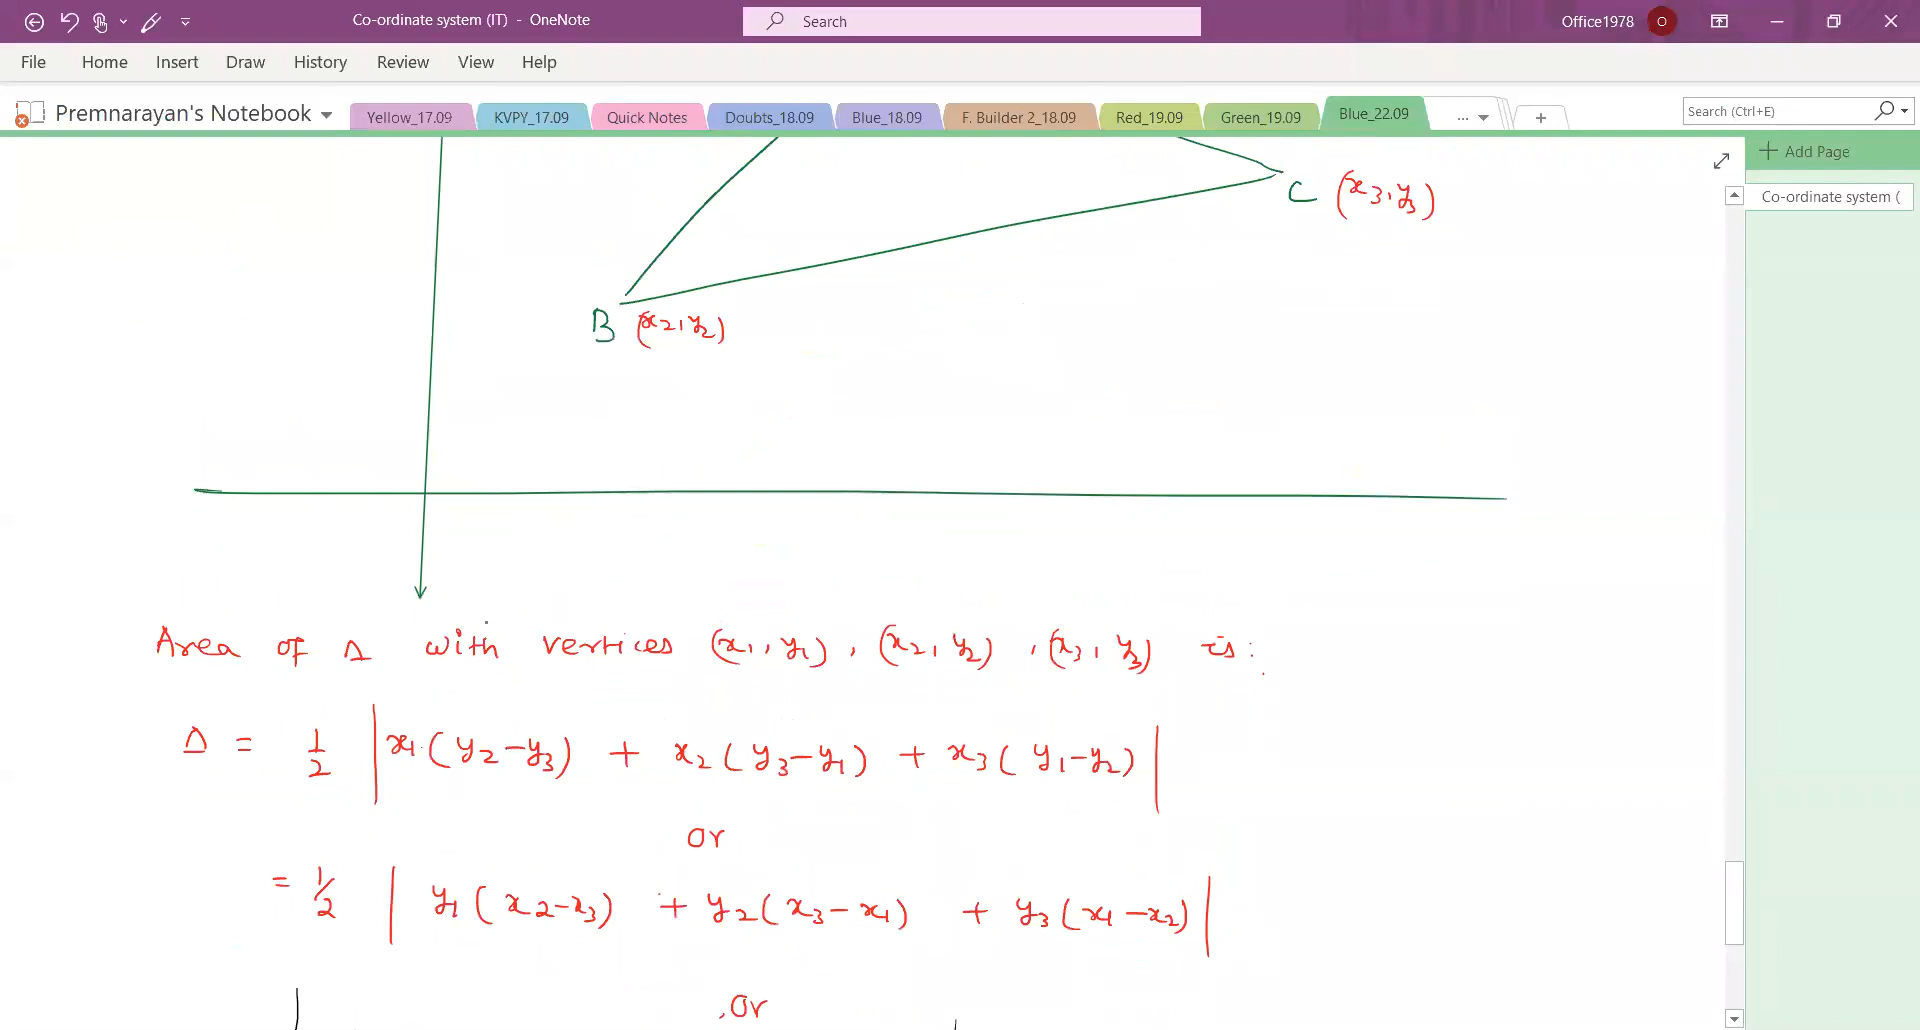 Co-ordinate system (IT) - OneNote
Search
Office1978
O
File Home Insert Draw History Review View Help
Premnarayan's Notebook
Yellow_17.09 KVPY_17.09 Quick Notes Doubts_18.09 Blue_18.09 F. Builder 2_18.09 Red_19.09 Green_19.09 Blue_22.09 ... +
Search (Ctrl+E)
+ Add Page
Co-ordinate system (
C (x3, y3)
B (x2, y2)
Area of Δ with vertices (x1, y1), (x2, y2), (x3, y3) is:
Δ = 1/2 | x1 (y2-y3) + x2 (y3-y1) + x3 (y1-y2) |
or
= 1/2 | y1 (x2-x3) + y2 (x3-x1) + y3 (x1-x2) |
, or